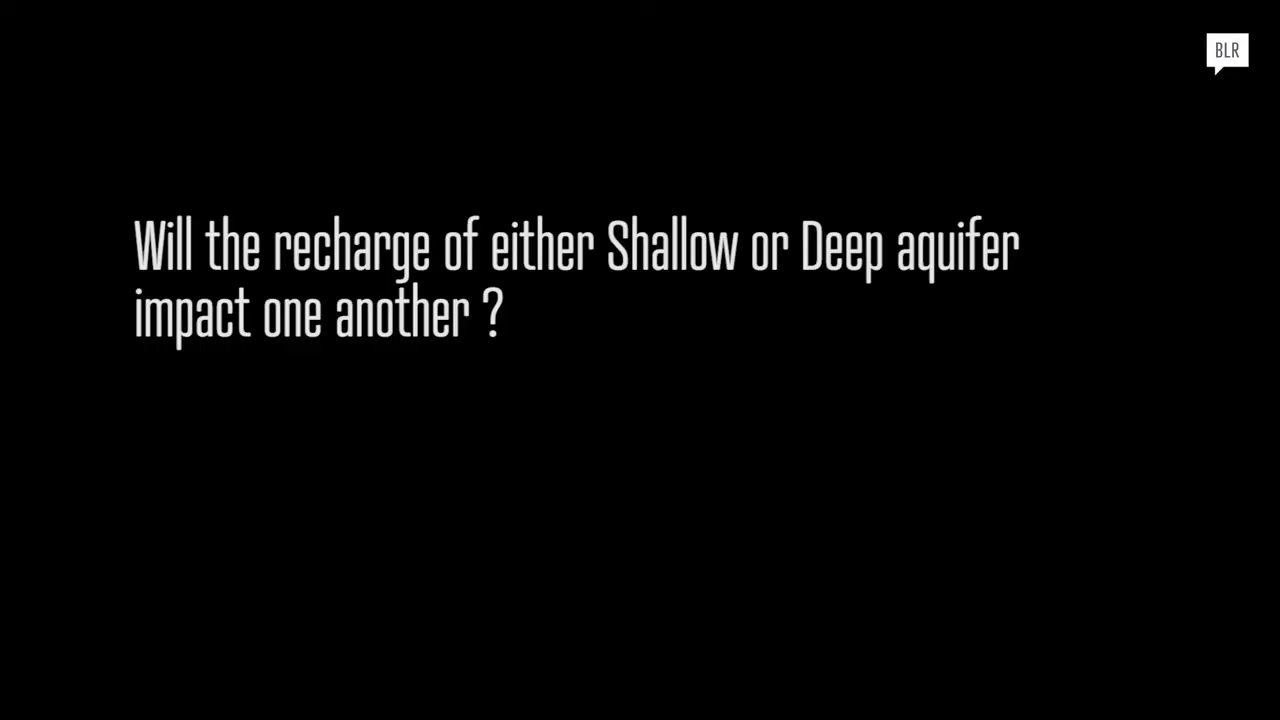 BLR
Will the recharge of either Shallow or Deep aquifer
impact one another ?